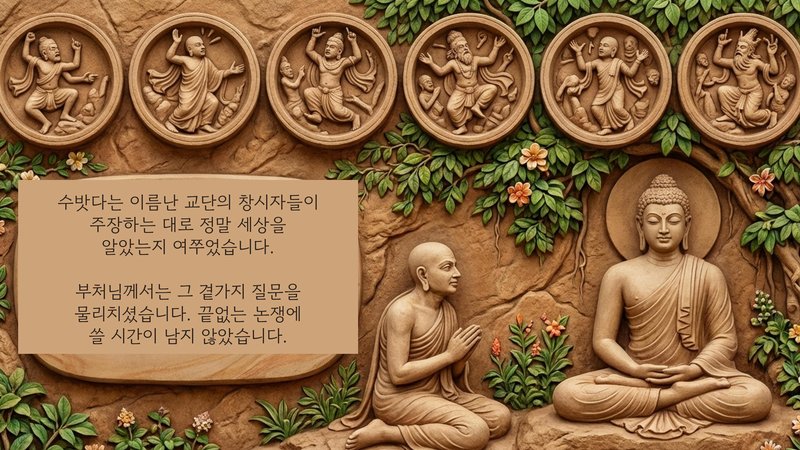 수밧다는 이름난 교단의 창시자들이
주장하는 대로 정말 세상을
알았는지 여쭈었습니다.
부처님께서는 그 곁가지 질문을
물리치셨습니다. 끝없는 논쟁에
쓸 시간이 남지 않았습니다.